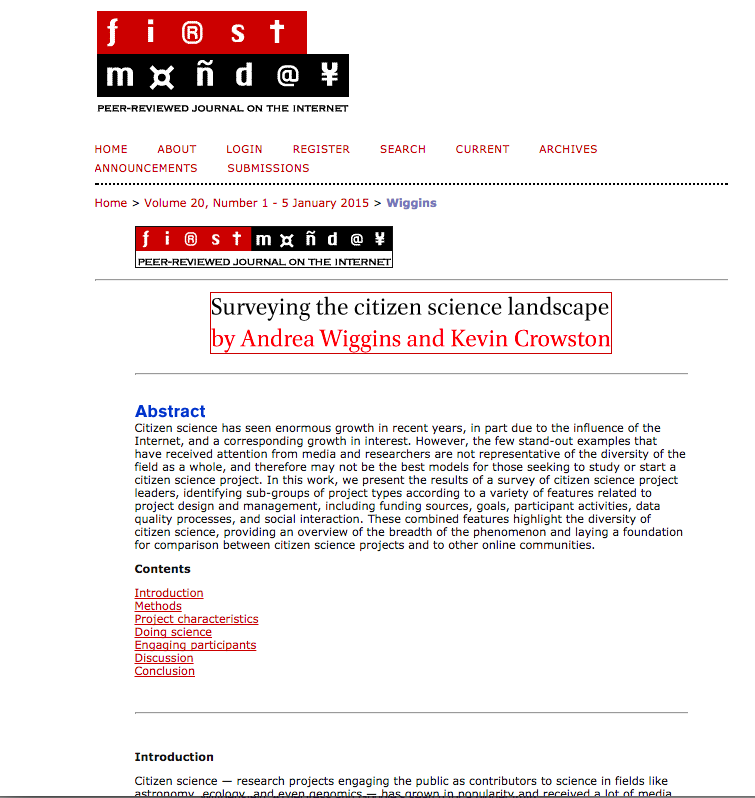 fi®st
m¤ñd@¥
PEER-REVIEWED JOURNAL ON THE INTERNET
HOME ABOUT LOGIN REGISTER SEARCH CURRENT ARCHIVES
ANNOUNCEMENTS SUBMISSIONS
Home > Volume 20, Number 1 - 5 January 2015 > Wiggins
fi®stm¤ñd@¥
PEER-REVIEWED JOURNAL ON THE INTERNET
Surveying the citizen science landscape
by Andrea Wiggins and Kevin Crowston
Abstract
Citizen science has seen enormous growth in recent years, in part due to the influence of the
Internet, and a corresponding growth in interest. However, the few stand-out examples that
have received attention from media and researchers are not representative of the diversity of the
field as a whole, and therefore may not be the best models for those seeking to study or start a
citizen science project. In this work, we present the results of a survey of citizen science project
leaders, identifying sub-groups of project types according to a variety of features related to
project design and management, including funding sources, goals, participant activities, data
quality processes, and social interaction. These combined features highlight the diversity of
citizen science, providing an overview of the breadth of the phenomenon and laying a foundation
for comparison between citizen science projects and to other online communities.
Contents
Introduction
Methods
Project characteristics
Doing science
Engaging participants
Discussion
Conclusion
Introduction
Citizen science — research projects engaging the public as contributors to science in fields like
astronomy, ecology, and even genomics — has grown in popularity and received a lot of media